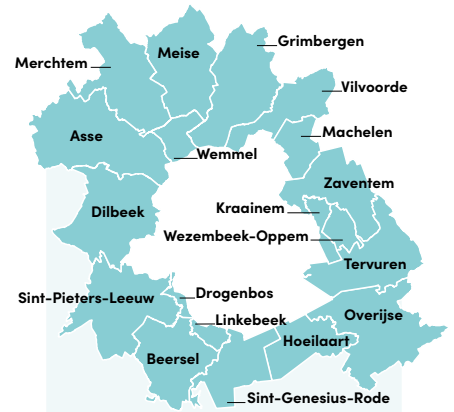 Grimbergen
Meise
Merchtem
Vilvoorde
Machelen
Asse
Wemmel
Zaventem
Kraainem
Dilbeek
Wezembeek-Oppem
Tervuren
Drogenbos
Sint-Pieters-Leeuw
Overijse
Linkebeek
Hoeilaart
Beersel
Sint-Genesius-Rode